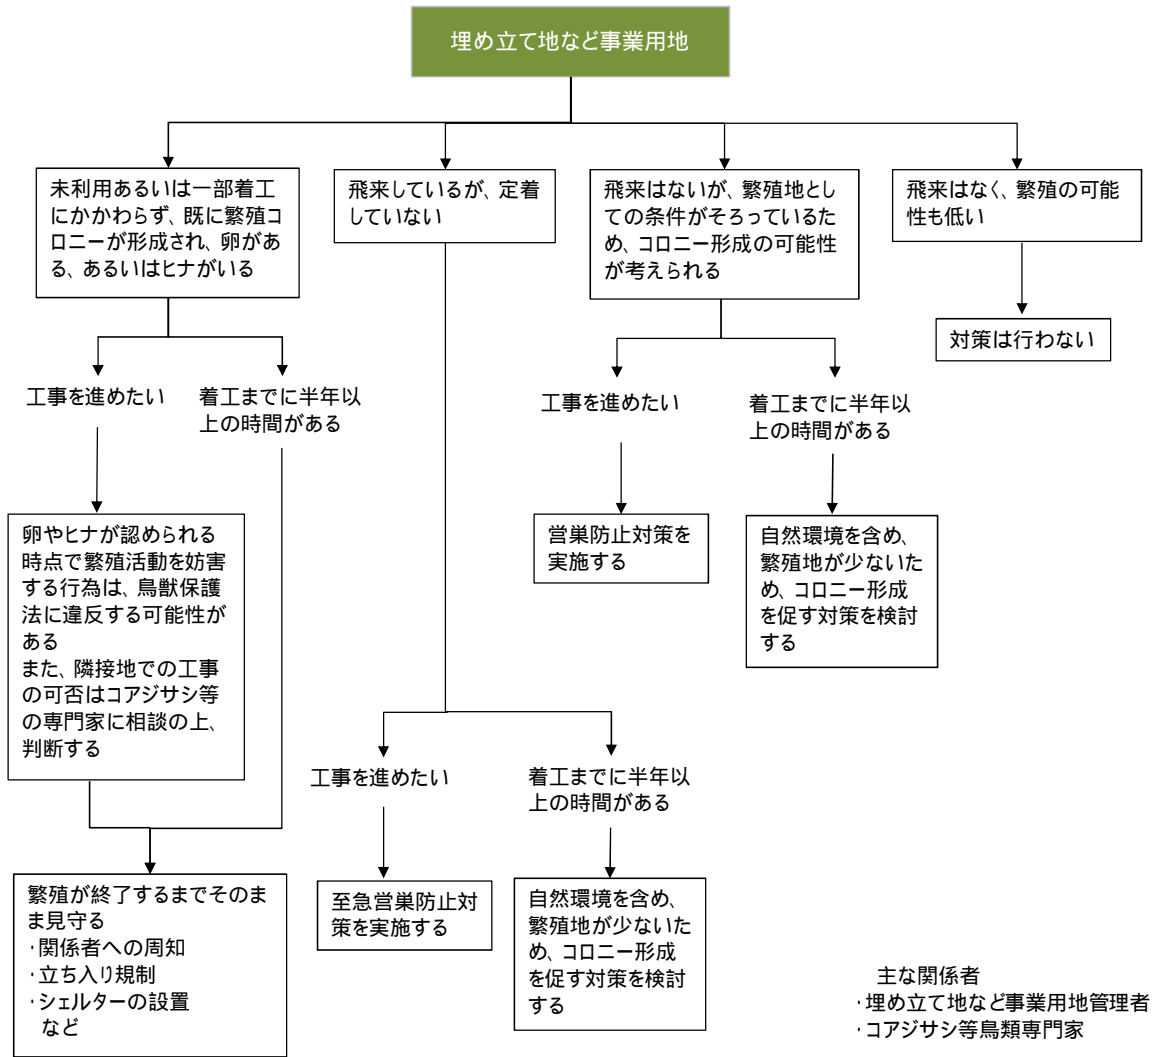 埋め立て地など事業用地
未利用あるいは一部着工
にかかわらず、既に繁殖コ
ロニーが形成され、卵があ
る、あるいはヒナがいる
飛来しているが、定着
していない
飛来はないが、繁殖地とし
ての条件がそろっているた
め、コロニー形成の可能性
が考えられる
飛来はなく、繁殖の可能
性も低い
対策は行わない
工事を進めたい
着工までに半年以
上の時間がある
工事を進めたい
着工までに半年以
上の時間がある
卵やヒナが認められる
時点で繁殖活動を妨害
する行為は、鳥獣保護
法に違反する可能性が
ある
また、隣接地での工事
の可否はコアジサシ等
の専門家に相談の上、
判断する
営巣防止対策を
実施する
自然環境を含め、
繁殖地が少ないた
め、コロニー形成
を促す対策を検討
する
工事を進めたい
着工までに半年以
上の時間がある
繁殖が終了するまでそのま
ま見守る
・関係者への周知
・立ち入り規制
・シェルターの設置
など
至急営巣防止対
策を実施する
自然環境を含め、
繁殖地が少ないた
め、コロニー形成
を促す対策を検討
する
主な関係者
・埋め立て地など事業用地管理者
・コアジサシ等鳥類専門家